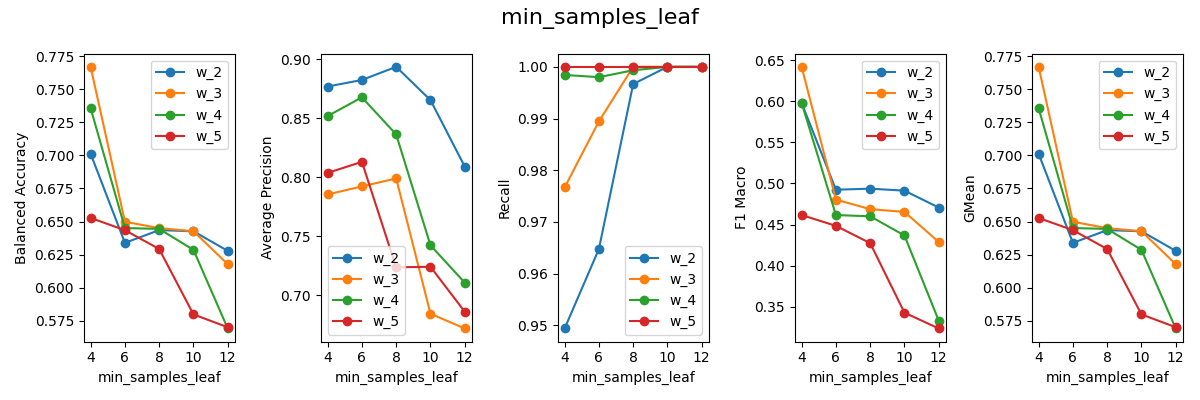 min_samples_leaf
Balanced Accuracy
0.775
0.750
0.725
0.700
0.675
0.650
0.625
0.600
0.575
4 6 8 10 12
min_samples_leaf
w_2
w_3
w_4
w_5
Average Precision
0.90
0.85
0.80
0.75
0.70
4 6 8 10 12
min_samples_leaf
w_2
w_3
w_4
w_5
Recall
1.00
0.99
0.98
0.97
0.96
0.95
4 6 8 10 12
min_samples_leaf
w_2
w_3
w_4
w_5
F1 Macro
0.65
0.60
0.55
0.50
0.45
0.40
0.35
4 6 8 10 12
min_samples_leaf
w_2
w_3
w_4
w_5
GMean
0.775
0.750
0.725
0.700
0.675
0.650
0.625
0.600
0.575
4 6 8 10 12
min_samples_leaf
w_2
w_3
w_4
w_5